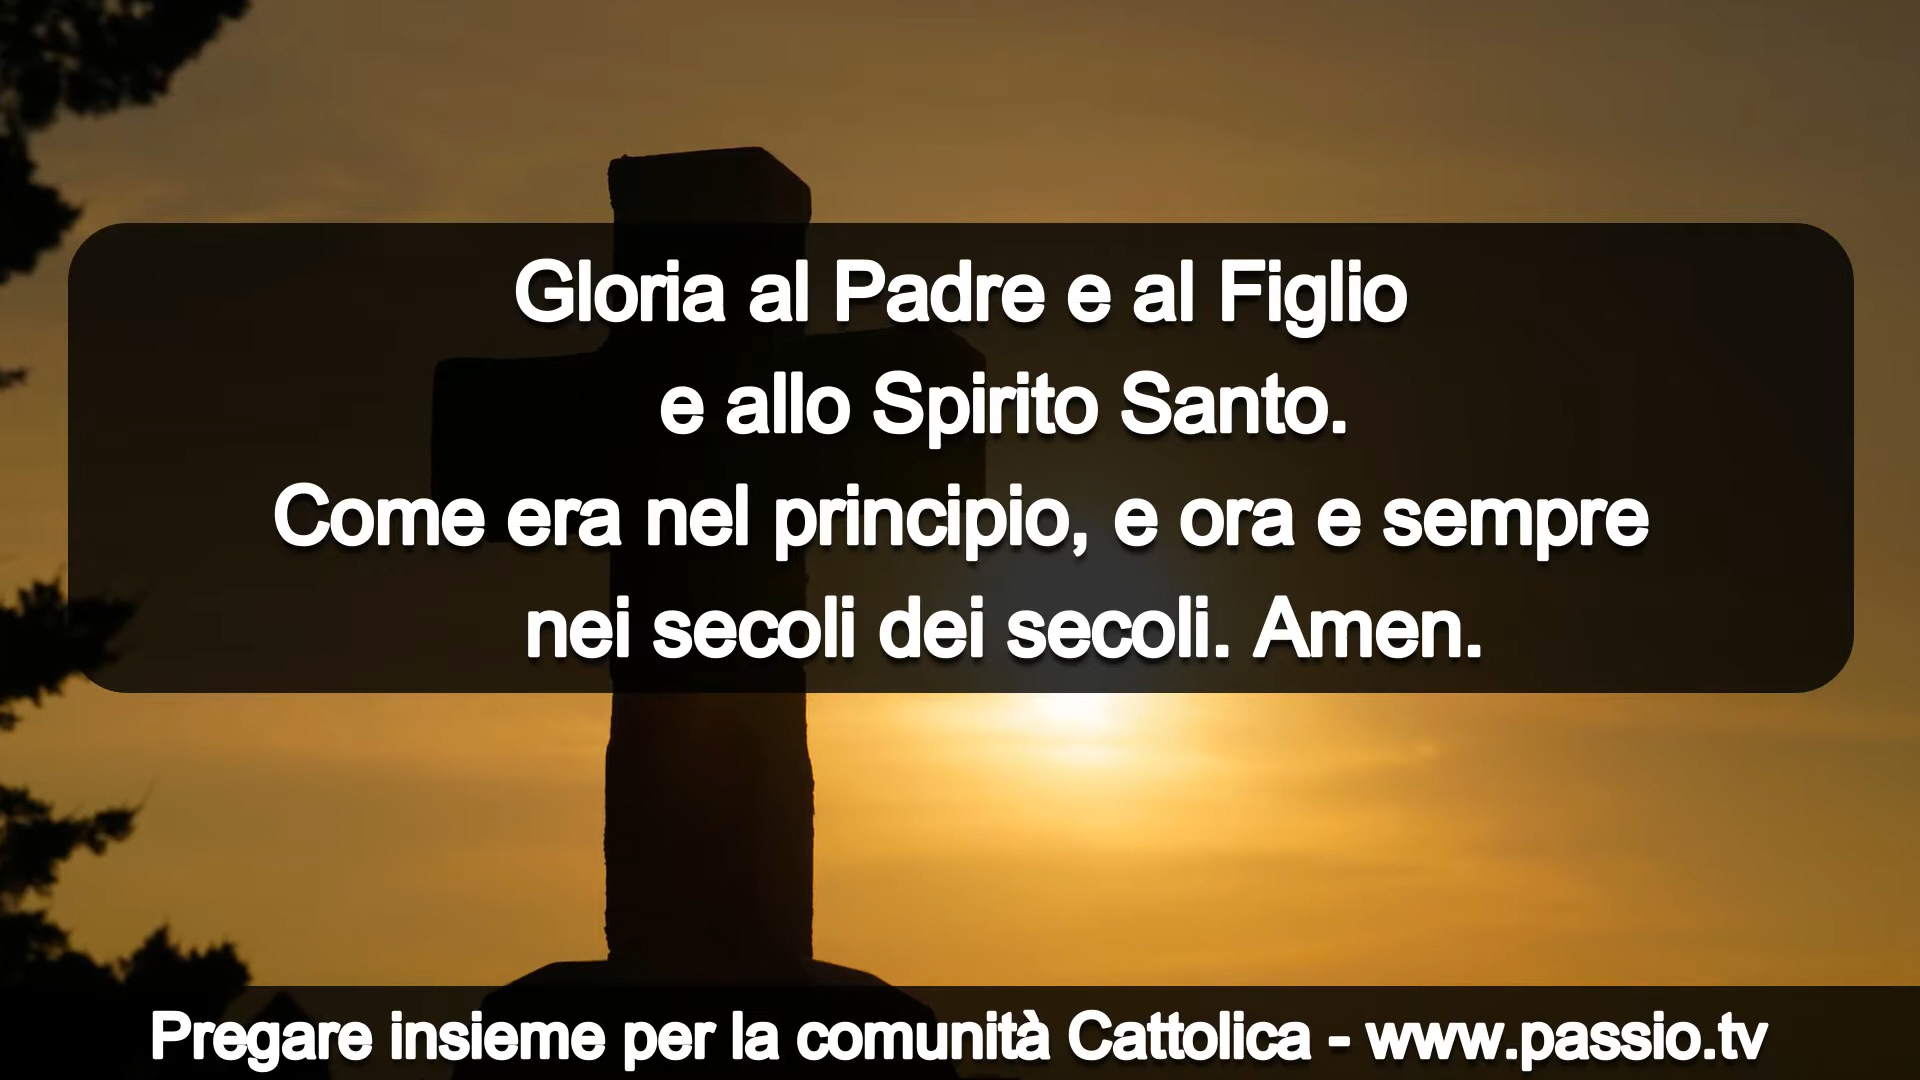 Gloria al Padre e al Figlio
e allo Spirito Santo.
Come era nel principio, e ora e sempre
nei secoli dei secoli. Amen.
Pregare insieme per la comunità Cattolica - www.passio.tv